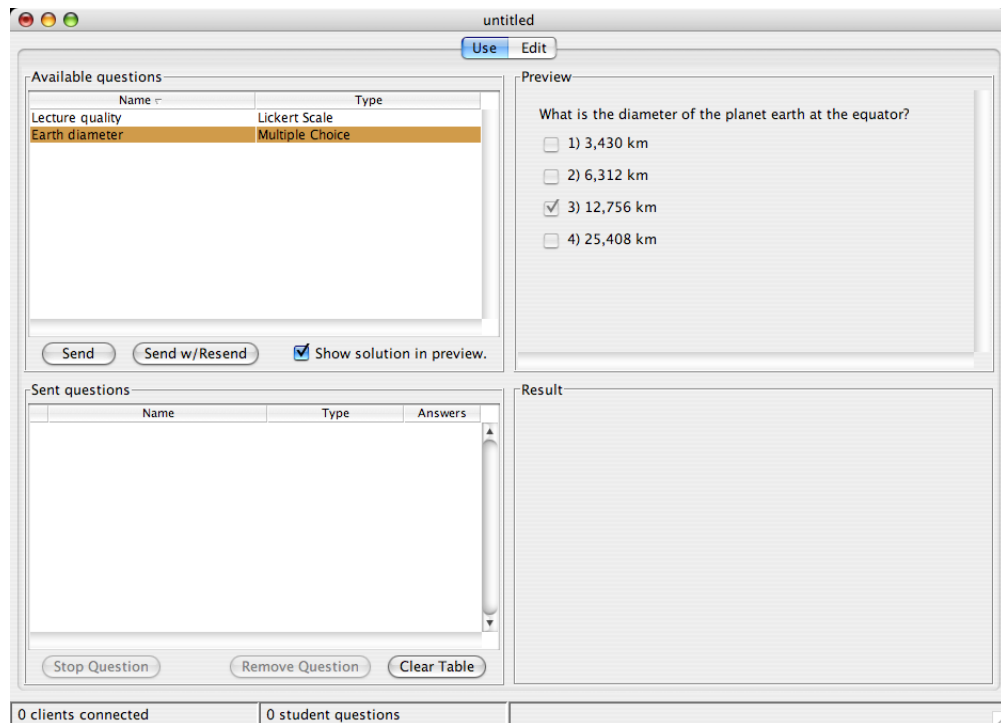 untitled
Use Edit
Available questions
Name Type
Lecture quality Lickert Scale
Earth diameter Multiple Choice
Send Send w/Resend Show solution in preview.
Preview
What is the diameter of the planet earth at the equator?
1) 3,430 km
2) 6,312 km
3) 12,756 km
4) 25,408 km
Sent questions
Name Type Answers
Stop Question Remove Question Clear Table
Result
0 clients connected 0 student questions